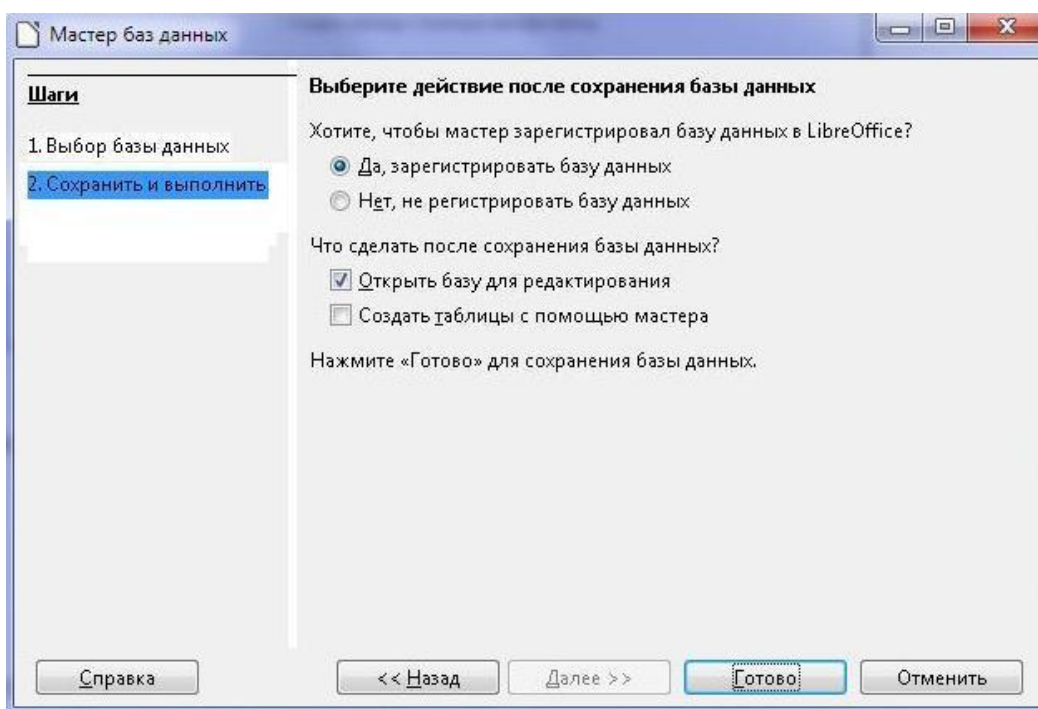 Мастер баз данных
Шаги
1. Выбор базы данных
2. Сохранить и выполнить
Выберите действие после сохранения базы данных
Хотите, чтобы мастер зарегистрировал базу данных в LibreOffice?
Да, зарегистрировать базу данных
Нет, не регистрировать базу данных
Что сделать после сохранения базы данных?
Открыть базу для редактирования
Создать таблицы с помощью мастера
Нажмите «Готово» для сохранения базы данных.
Справка
<< Назад
Далее >>
Готово
Отменить